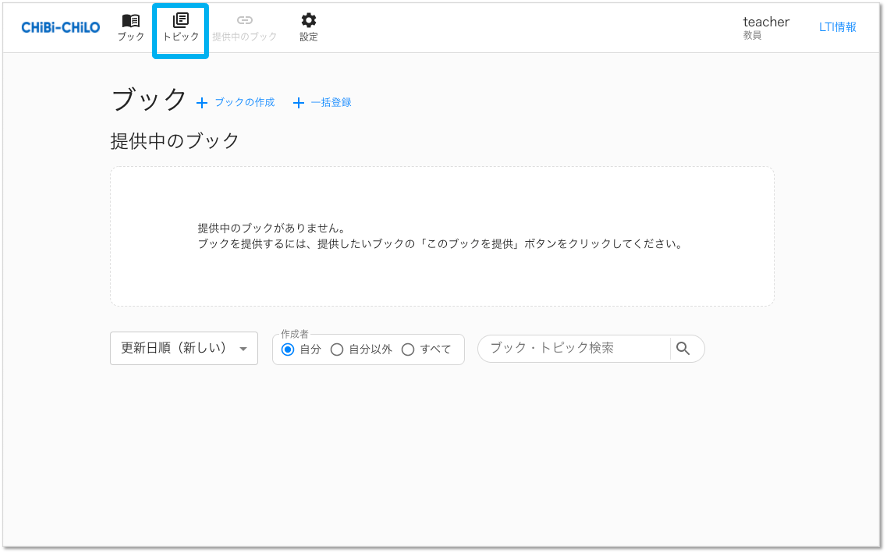 CHiBi-CHiLO
ブック
トピック
提供中のブック
設定
teacher
教員
LTI情報
ブック
+ ブックの作成
+ 一括登録
提供中のブック
提供中のブックがありません。
ブックを提供するには、提供したいブックの「このブックを提供」ボタンをクリックしてください。
更新日順（新しい）
作成者
自分 自分以外 すべて
ブック・トピック検索